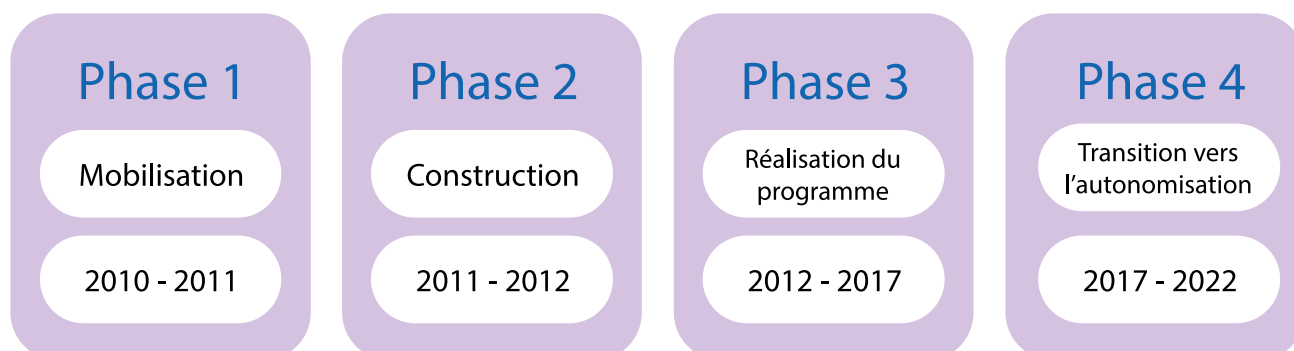 Phase 1
Mobilisation
2010 - 2011
Phase 2
Construction
2011 - 2012
Phase 3
Réalisation du
programme
2012 - 2017
Phase 4
Transition vers
l'autonomisation
2017 - 2022